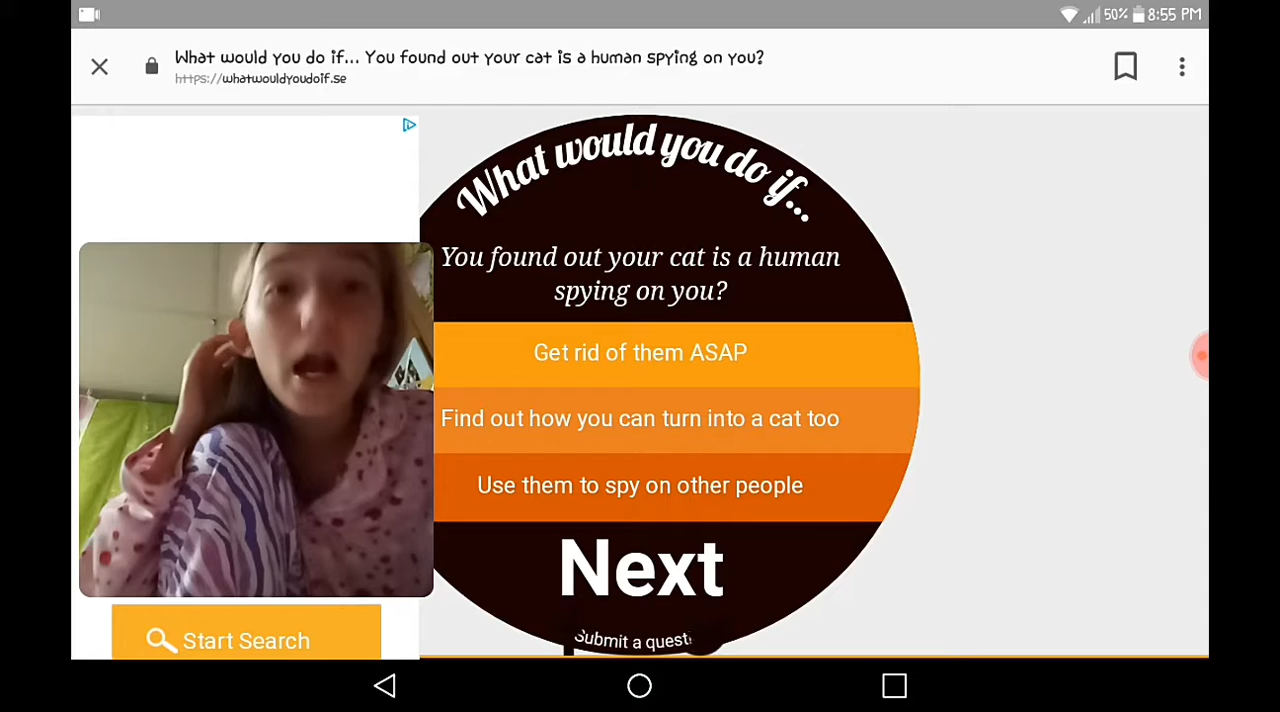 50% 8:55 PM
What would you do if... You found out your cat is a human spying on you?
https://whatwouldyoudoif.se
What would you do if...
You found out your cat is a human
spying on you?
Get rid of them ASAP
Find out how you can turn into a cat too
Use them to spy on other people
Next
Submit a questi
Start Search